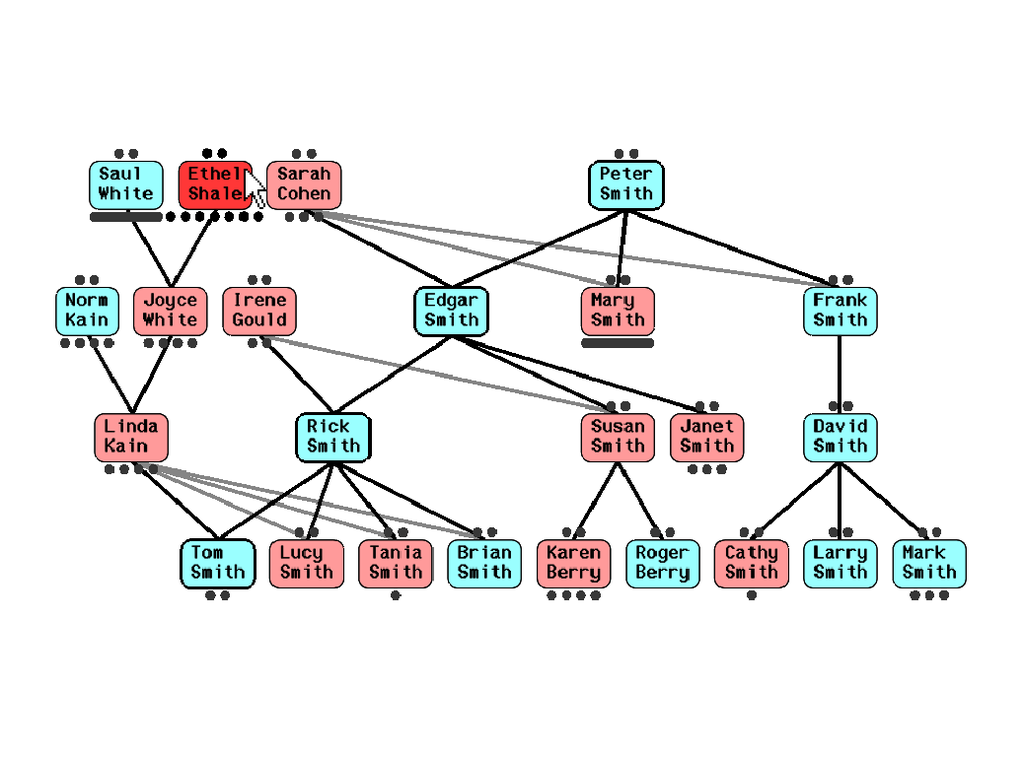 Saul
White
Ethel
Shale
Sarah
Cohen
Peter
Smith
Norm
Kain
Joyce
White
Irene
Gould
Edgar
Smith
Mary
Smith
Frank
Smith
Linda
Kain
Rick
Smith
Susan
Smith
Janet
Smith
David
Smith
Tom
Smith
Lucy
Smith
Tania
Smith
Brian
Smith
Karen
Berry
Roger
Berry
Cathy
Smith
Larry
Smith
Mark
Smith